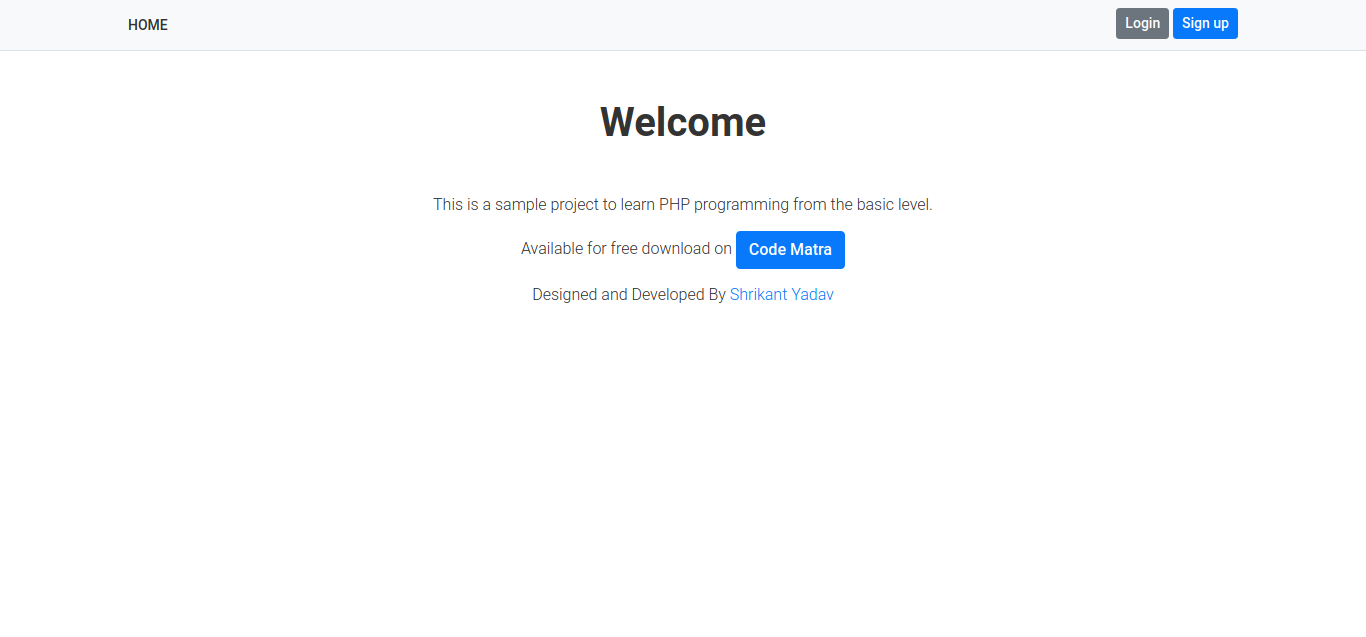 HOME
Login Sign up
Welcome
This is a sample project to learn PHP programming from the basic level.
Available for free download on Code Matra
Designed and Developed By Shrikant Yadav